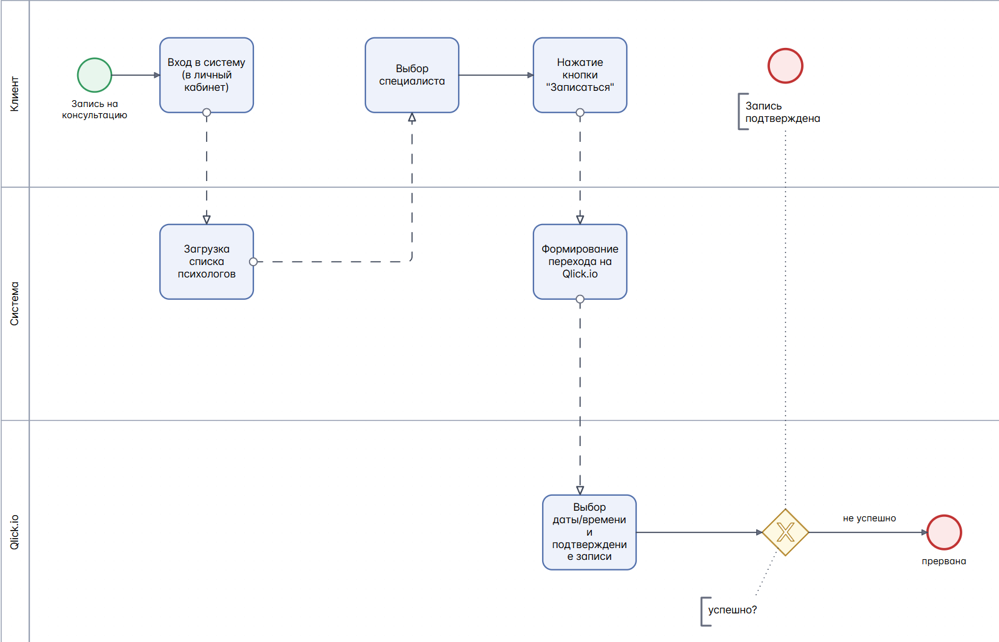 Клиент
Запись на
консультацию
Вход в систему
(в личный
кабинет)
Выбор
специалиста
Нажатие
кнопки
"Записаться"
Запись
подтверждена
Система
Загрузка
списка
психологов
Формирование
перехода на
Qlick.io
Qlick.io
Выбор
даты/времени
и
подтверждени
е записи
успешно?
не успешно
прервана